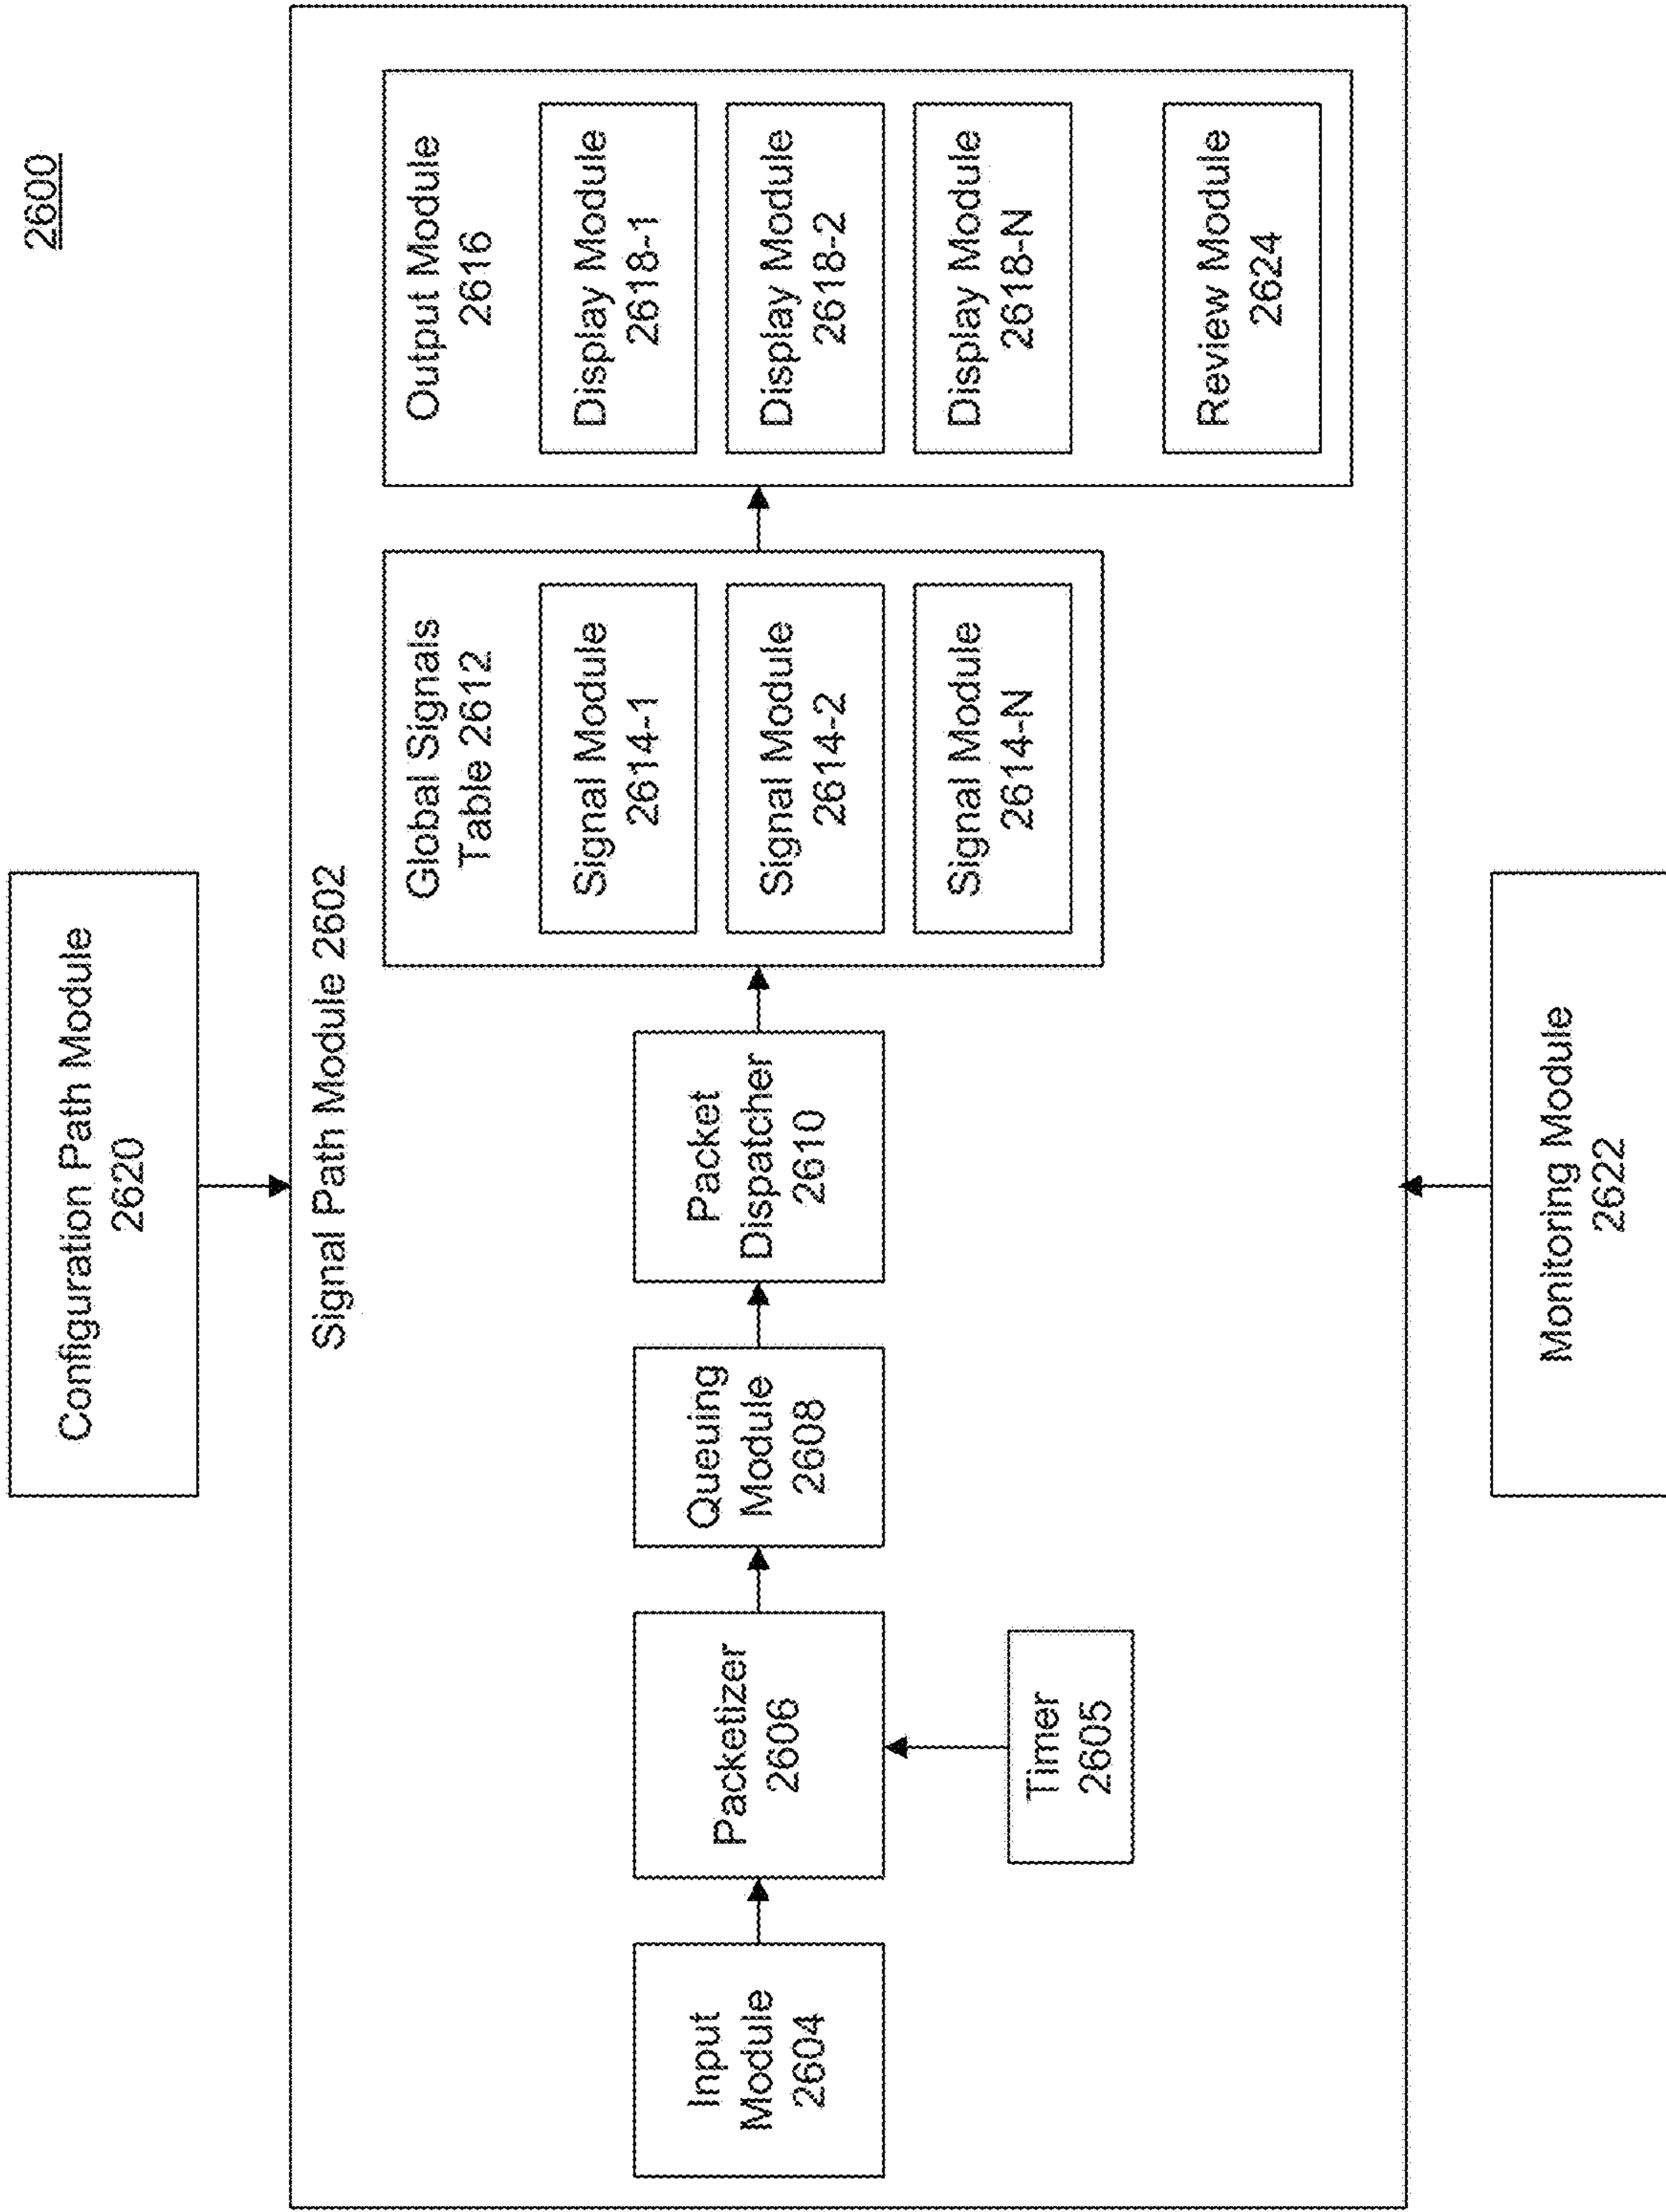 2600
Configuration Path Module
2620
Signal Path Module 2602
Input
Module
2604
Packetizer
2606
Timer
2605
Queuing
Module
2608
Packet
Dispatcher
2610
Global Signals
Table 2612
Signal Module
2614-1
Signal Module
2614-2
Signal Module
2614-N
Output Module
2616
Display Module
2618-1
Display Module
2618-2
Display Module
2618-N
Review Module
2624
Monitoring Module
2622